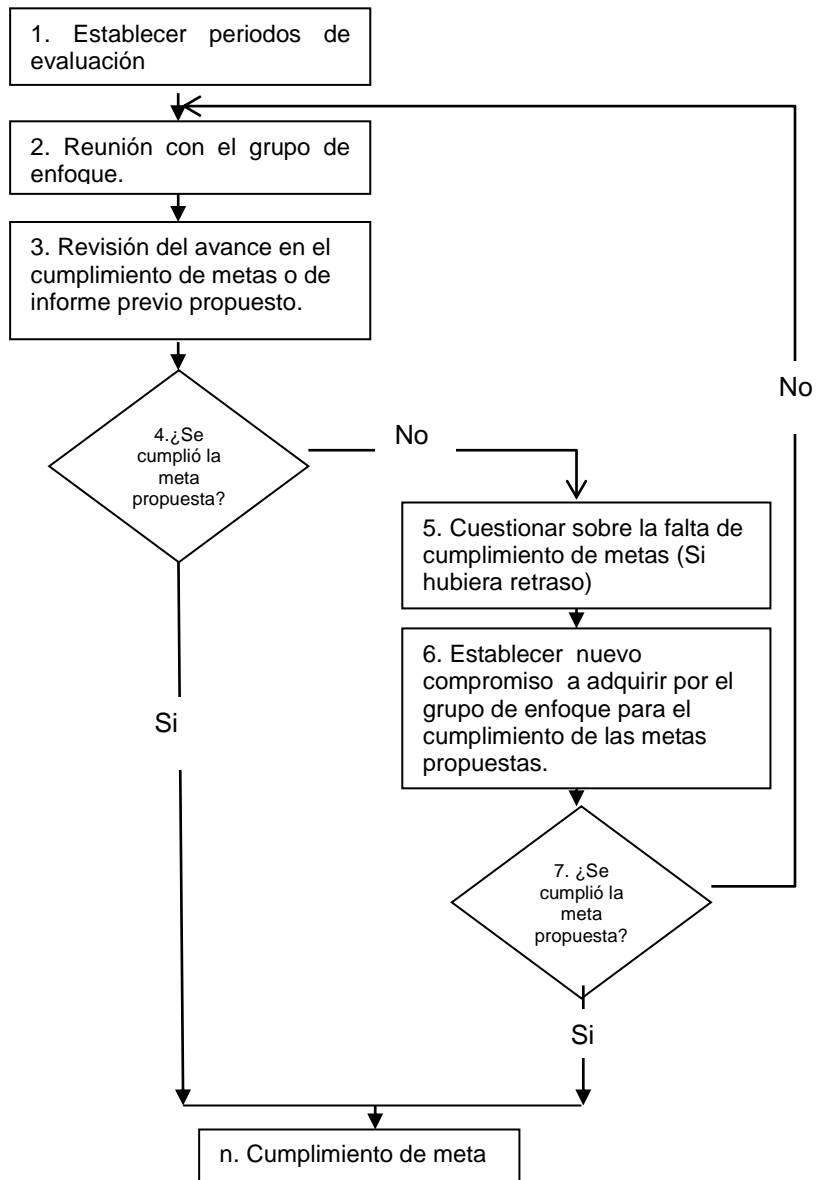 1. Establecer periodos de
evaluación
2. Reunión con el grupo de
enfoque.
3. Revisión del avance en el
cumplimiento de metas o de
informe previo propuesto.
No
4.¿Se
cumplió la
meta
propuesta?
No
5. Cuestionar sobre la falta de
cumplimiento de metas (Si
hubiera retraso)
6. Establecer nuevo
compromiso a adquirir por el
grupo de enfoque para el
cumplimiento de las metas
propuestas.
Si
7. ¿Se
cumplió la
meta
propuesta?
Si
n. Cumplimiento de meta